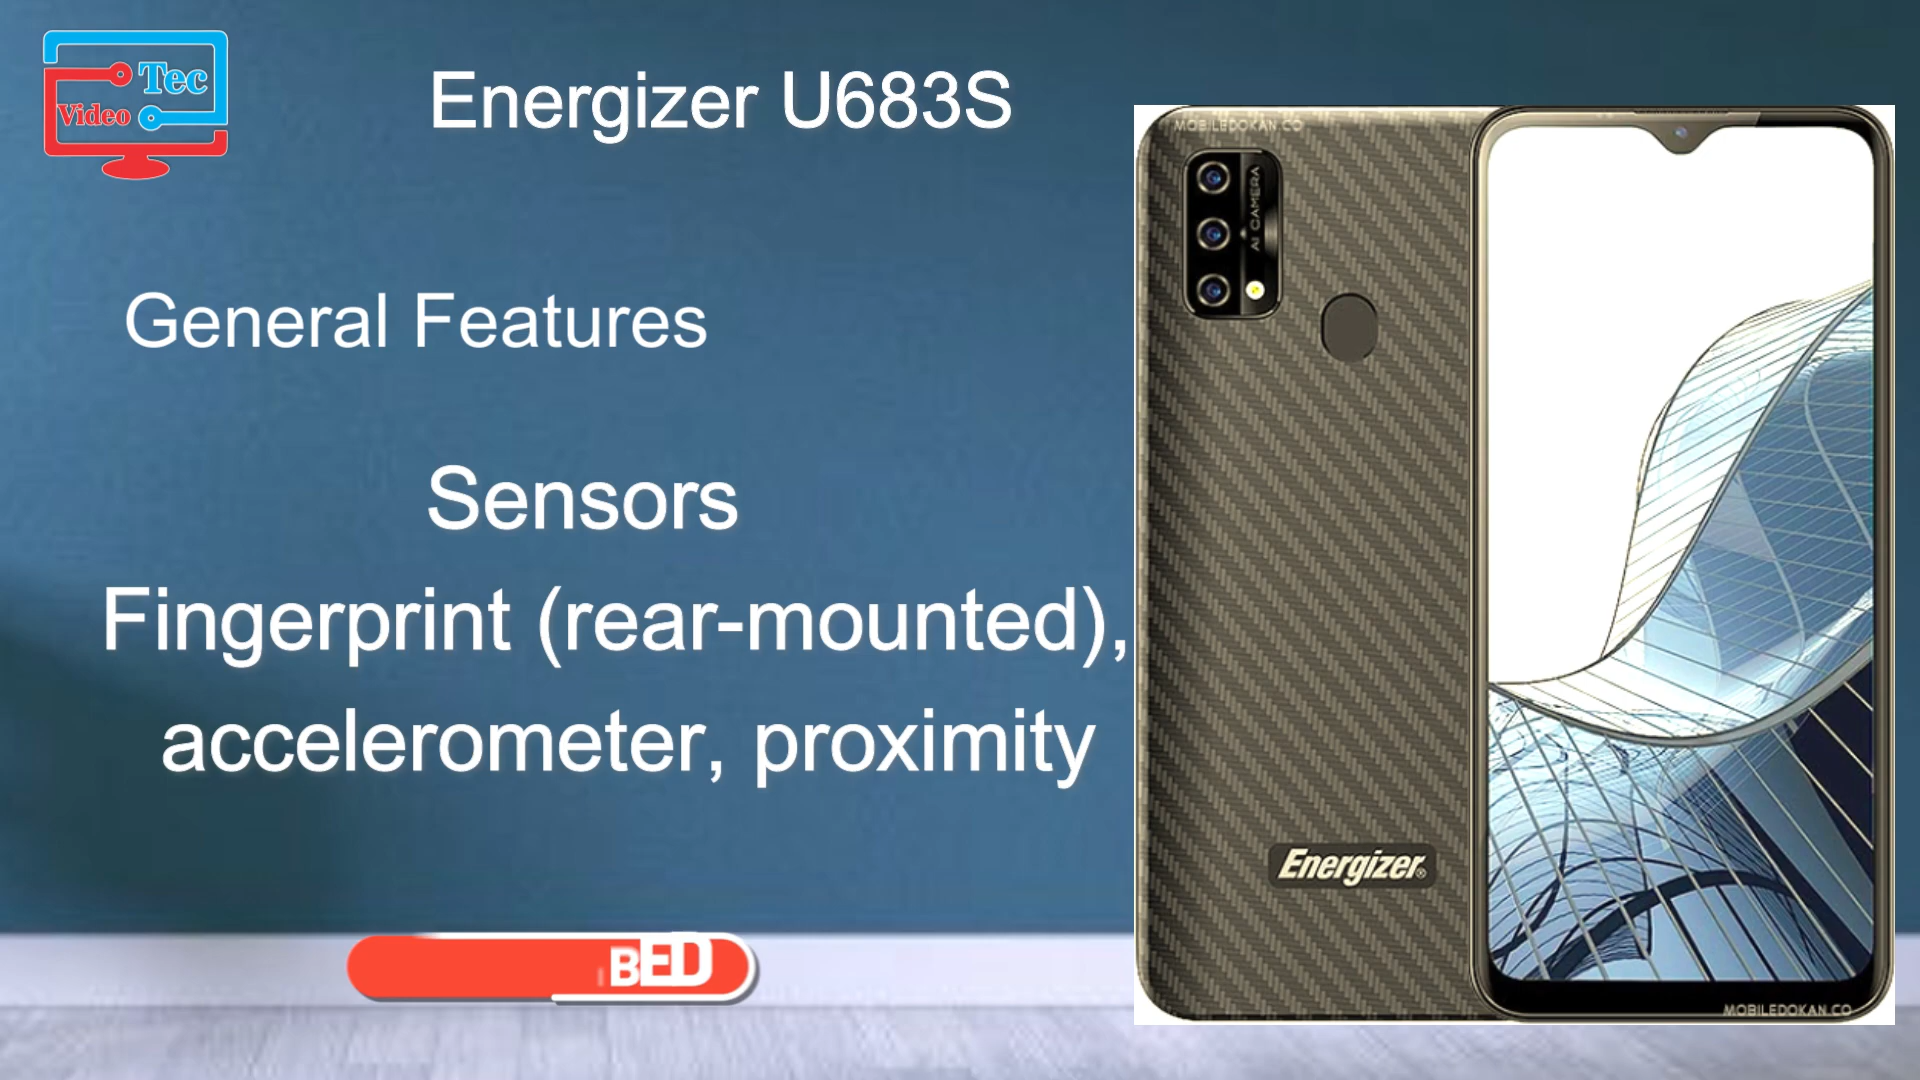 Tec
Video
Energizer U683S
MOBILEDOKAN.CO
AI CAMERA
General Features
Sensors
Fingerprint (rear-mounted),
accelerometer, proximity
Energizer®
BED
MOBILEDOKAN.CO